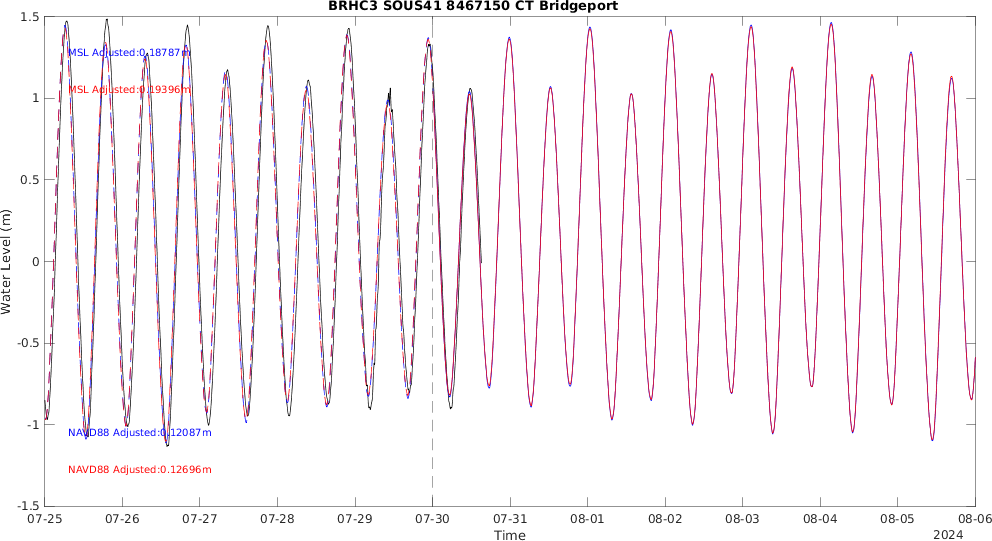 BRHC3 SOUS41 8467150 CT Bridgeport
1.5
MSL Adjusted:0.18787m
MSL Adjusted:0.19396m
1
0.5
0
-0.5
-1
NAVD88 Adjusted:0.12087m
NAVD88 Adjusted:0.12696m
-1.5
Water Level (m)
07-25 07-26 07-27 07-28 07-29 07-30 07-31 08-01 08-02 08-03 08-04 08-05 08-06
Time
2024